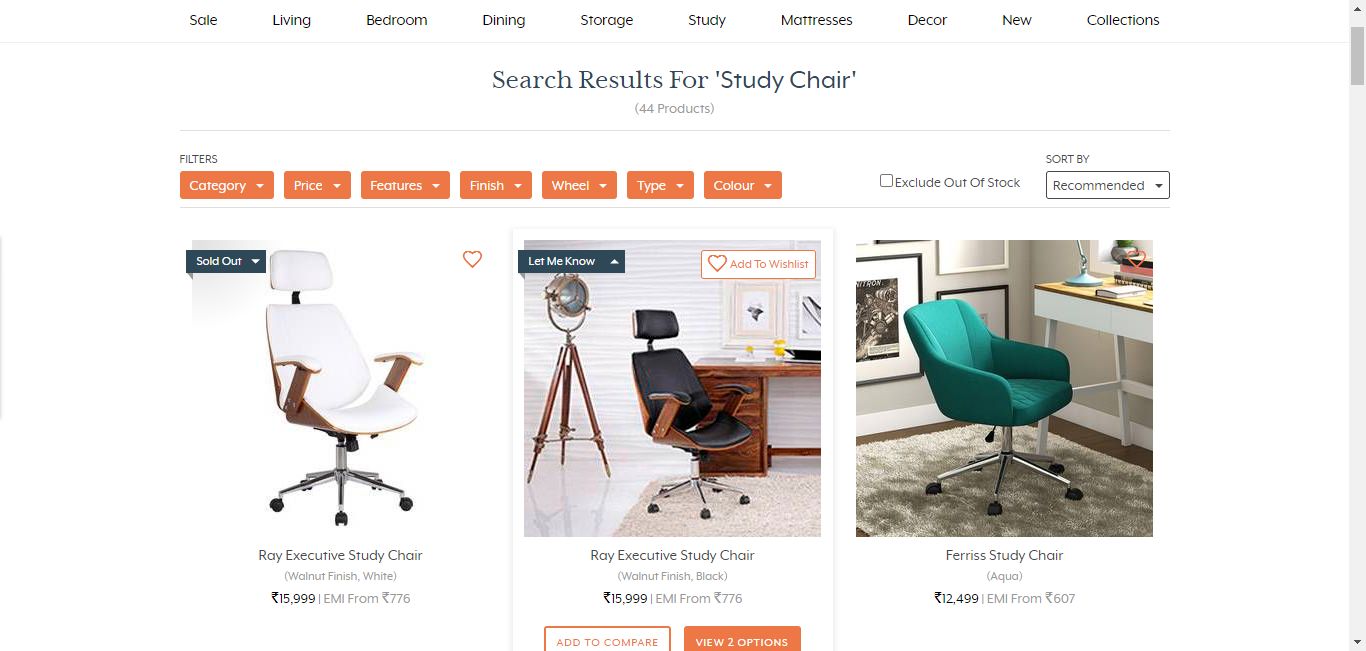 Sale Living Bedroom Dining Storage Study Mattresses Decor New Collections
Search Results For 'Study Chair'
(44 Products)
FILTERS
SORT BY
Category Price Features Finish Wheel Type Colour
Exclude Out Of Stock
Recommended
Sold Out
Let Me Know
Add To Wishlist
Ray Executive Study Chair
(Walnut Finish, White)
₹15,999 | EMI From ₹776
Ray Executive Study Chair
(Walnut Finish, Black)
₹15,999 | EMI From ₹776
ADD TO COMPARE
VIEW 2 OPTIONS
NITRON.
Ferriss Study Chair
(Aqua)
₹12,499 | EMI From ₹607